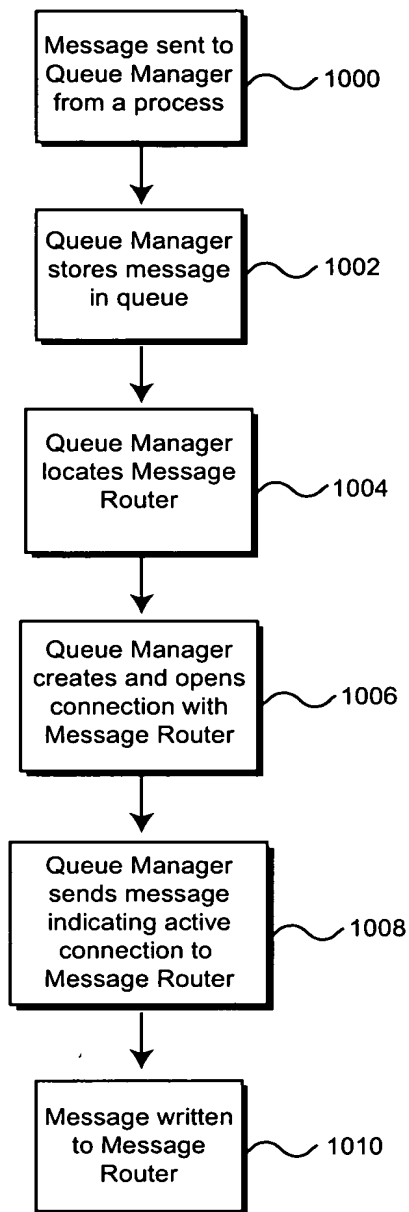 Message sent to
Queue Manager
from a process
1000
Queue Manager
stores message
in queue
1002
Queue Manager
locates Message
Router
1004
Queue Manager
creates and opens
connection with
Message Router
1006
Queue Manager
sends message
indicating active
connection to
Message Router
1008
Message written
to Message
Router
1010